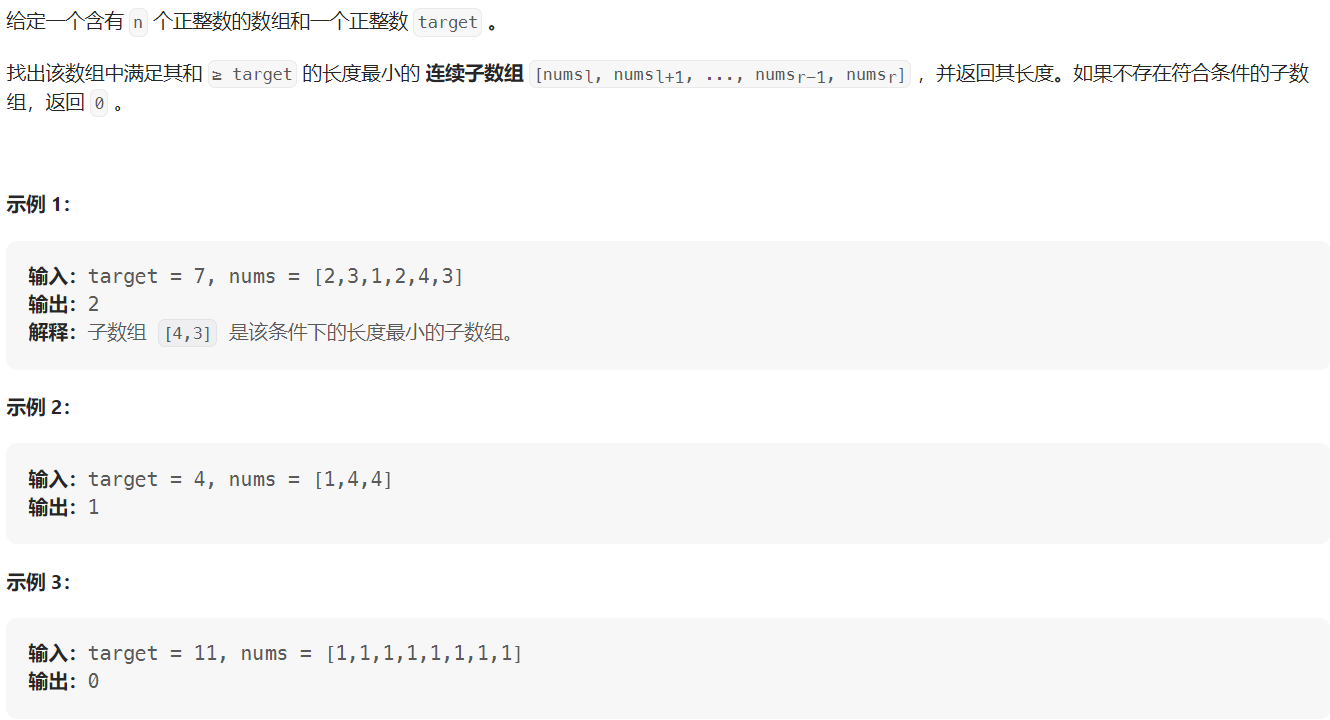 给定一个含有 n 个正整数的数组和一个正整数 target 。
找出该数组中满足其和 ≥ target 的长度最小的 连续子数组 [numsl, numsl+1, ..., numsr-1, numsr] ，并返回其长度。如果不存在符合条件的子数
组，返回 0 。
示例 1：
输入：target = 7, nums = [2,3,1,2,4,3]
输出：2
解释：子数组 [4,3] 是该条件下的长度最小的子数组。
示例 2：
输入：target = 4, nums = [1,4,4]
输出：1
示例 3：
输入：target = 11, nums = [1,1,1,1,1,1,1,1]
输出：0